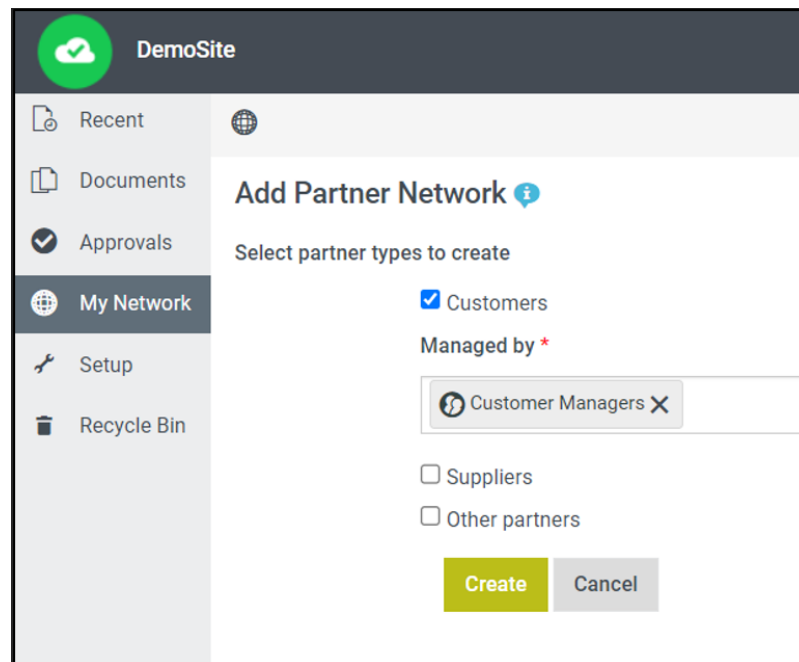 DemoSite
Recent
Documents
Approvals
My Network
Setup
Recycle Bin
Add Partner Network
Select partner types to create
Customers
Managed by *
Customer Managers
Suppliers
Other partners
Create Cancel